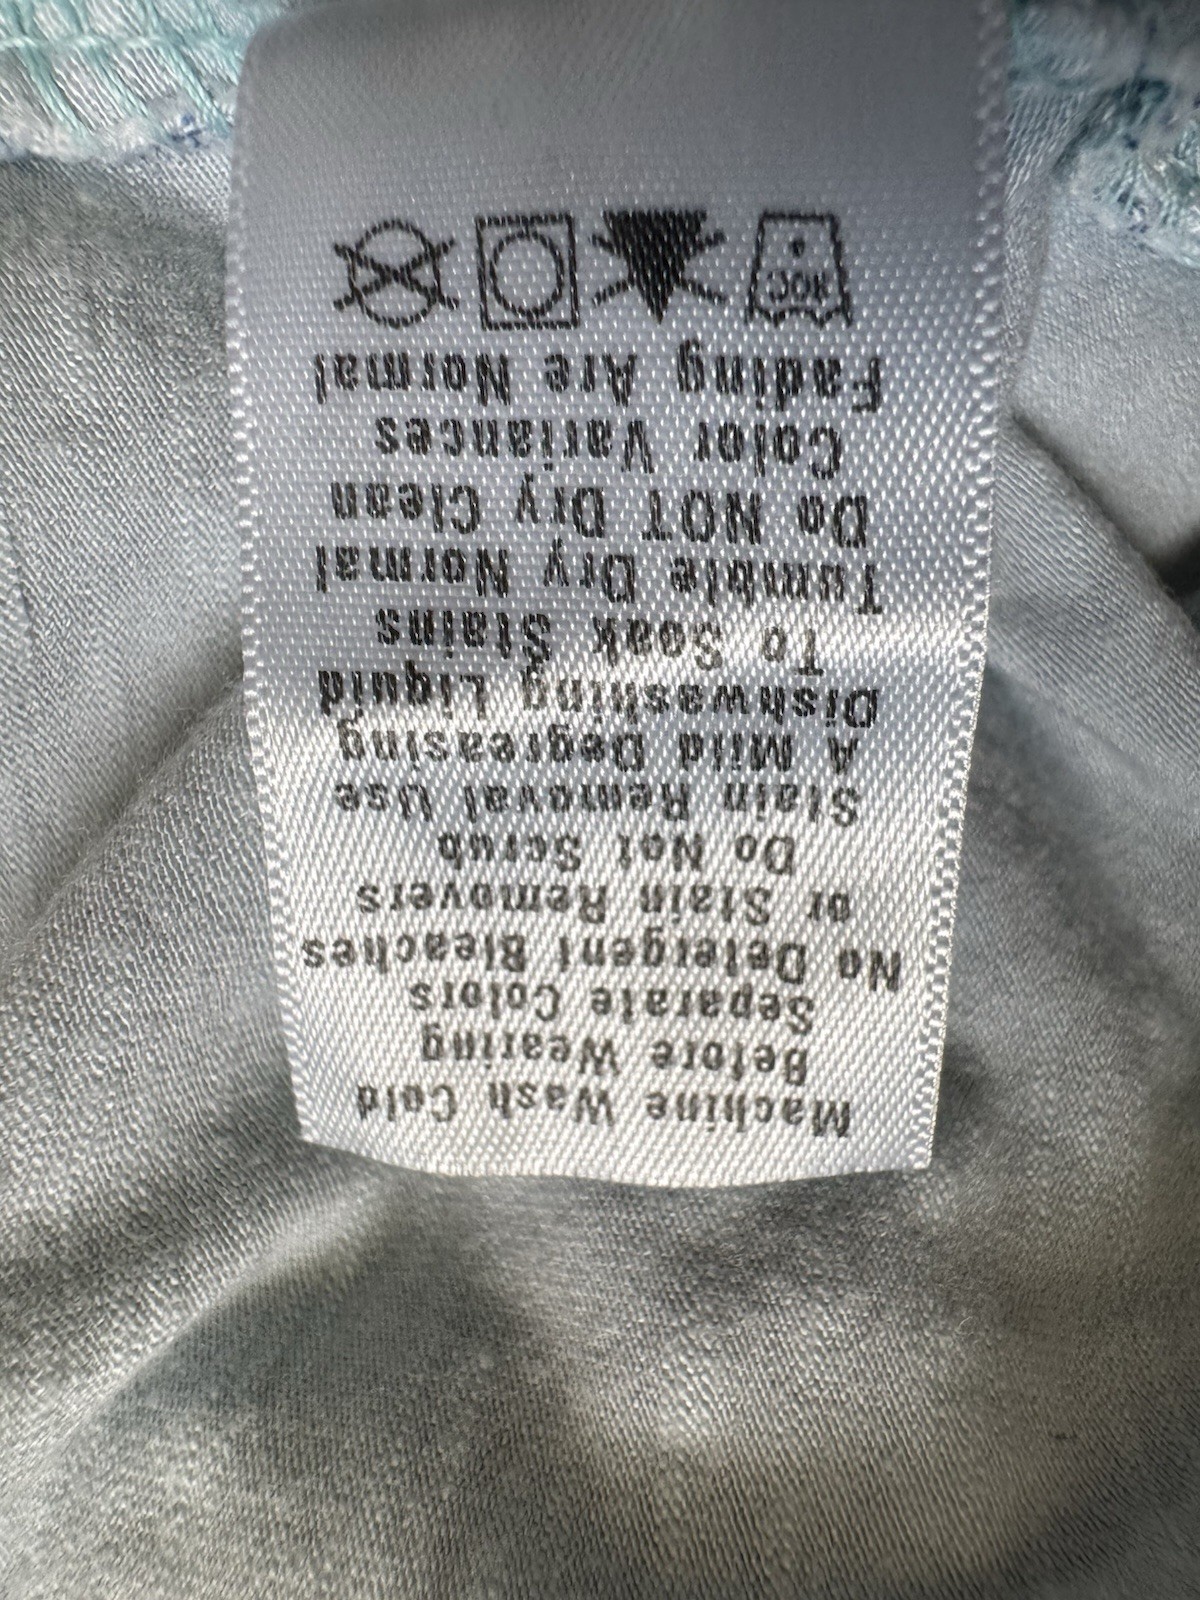 Machine Wash Cold
Before Wearing
Separate Colors
No Detergent Bleaches
or Stain Removers
Do Not Scrub
Stain Removal Use
A Mild Degreasing
Dishwashing Liquid
To Soak Stains
Tumble Dry Normal
Do NOT Dry Clean
Color Variances
Fading Are Normal